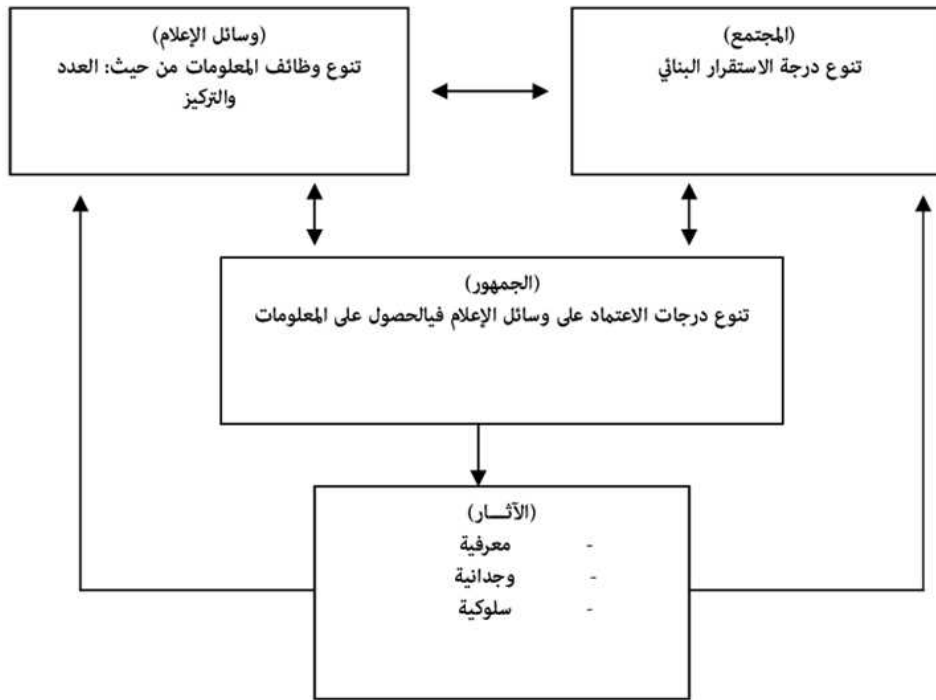 (المجتمع)
تنوع درجة الاستقرار البنائي
(وسائل الإعلام)
تنوع وظائف المعلومات من حيث: العدد
والتركيز
(الجمهور)
تنوع درجات الاعتماد على وسائل الإعلام فيالحصول على المعلومات
(الآثـــار)
- معرفية
- وجدانية
- سلوكية